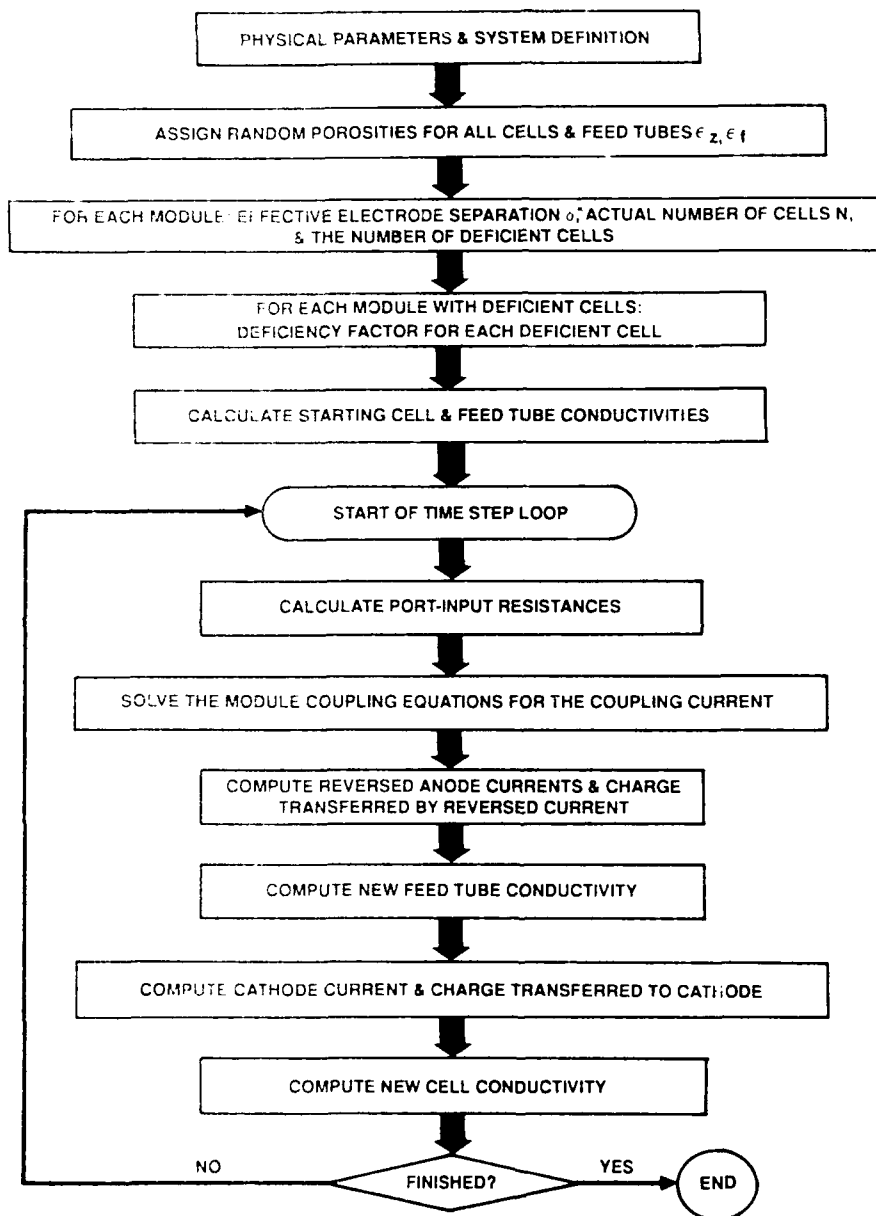 PHYSICAL PARAMETERS & SYSTEM DEFINITION
ASSIGN RANDOM POROSITIES FOR ALL CELLS & FEED TUBES ϵ z, ϵ f
FOR EACH MODULE: EFFECTIVE ELECTRODE SEPARATION ACTUAL NUMBER OF CELLS N,
& THE NUMBER OF DEFICIENT CELLS
FOR EACH MODULE WITH DEFICIENT CELLS:
DEFICIENCY FACTOR FOR EACH DEFICIENT CELL
CALCULATE STARTING CELL & FEED TUBE CONDUCTIVITIES
START OF TIME STEP LOOP
CALCULATE PORT-INPUT RESISTANCES
SOLVE THE MODULE COUPLING EQUATIONS FOR THE COUPLING CURRENT
COMPUTE REVERSED ANODE CURRENTS & CHARGE
TRANSFERRED BY REVERSED CURRENT
COMPUTE NEW FEED TUBE CONDUCTIVITY
COMPUTE CATHODE CURRENT & CHARGE TRANSFERRED TO CATHODE
COMPUTE NEW CELL CONDUCTIVITY
NO
FINISHED?
YES
END